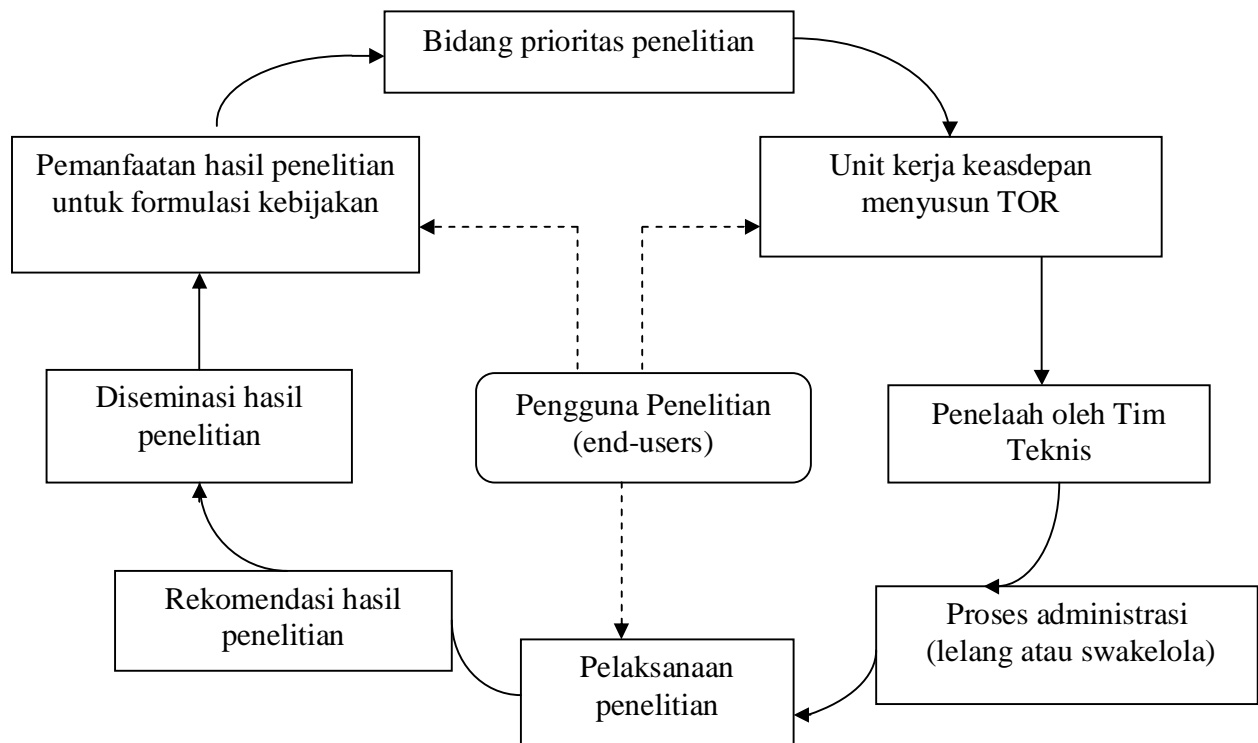 Bidang prioritas penelitian
Pemanfaatan hasil penelitian
untuk formulasi kebijakan
Unit kerja keasdepan
menyusun TOR
Diseminasi hasil
penelitian
Pengguna Penelitian
(end-users)
Penelaah oleh Tim
Teknis
Rekomendasi hasil
penelitian
Proses administrasi
(lelang atau swakelola)
Pelaksanaan
penelitian